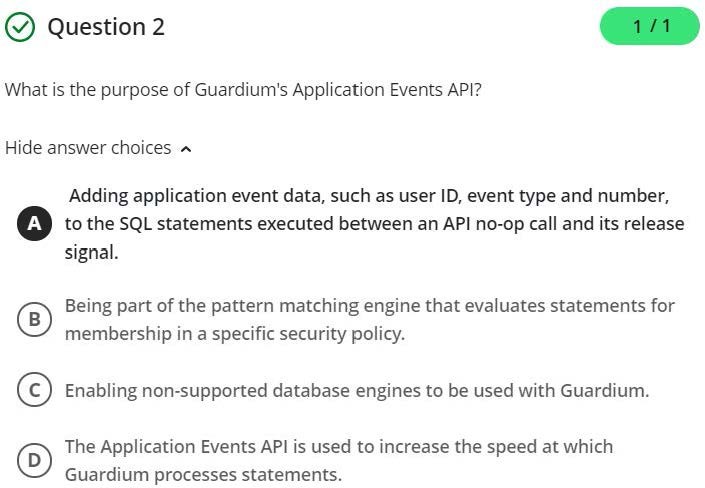 Question 2
1 / 1
What is the purpose of Guardium's Application Events API?
Hide answer choices
A
Adding application event data, such as user ID, event type and number,
to the SQL statements executed between an API no-op call and its release
signal.
B
Being part of the pattern matching engine that evaluates statements for
membership in a specific security policy.
C
Enabling non-supported database engines to be used with Guardium.
D
The Application Events API is used to increase the speed at which
Guardium processes statements.